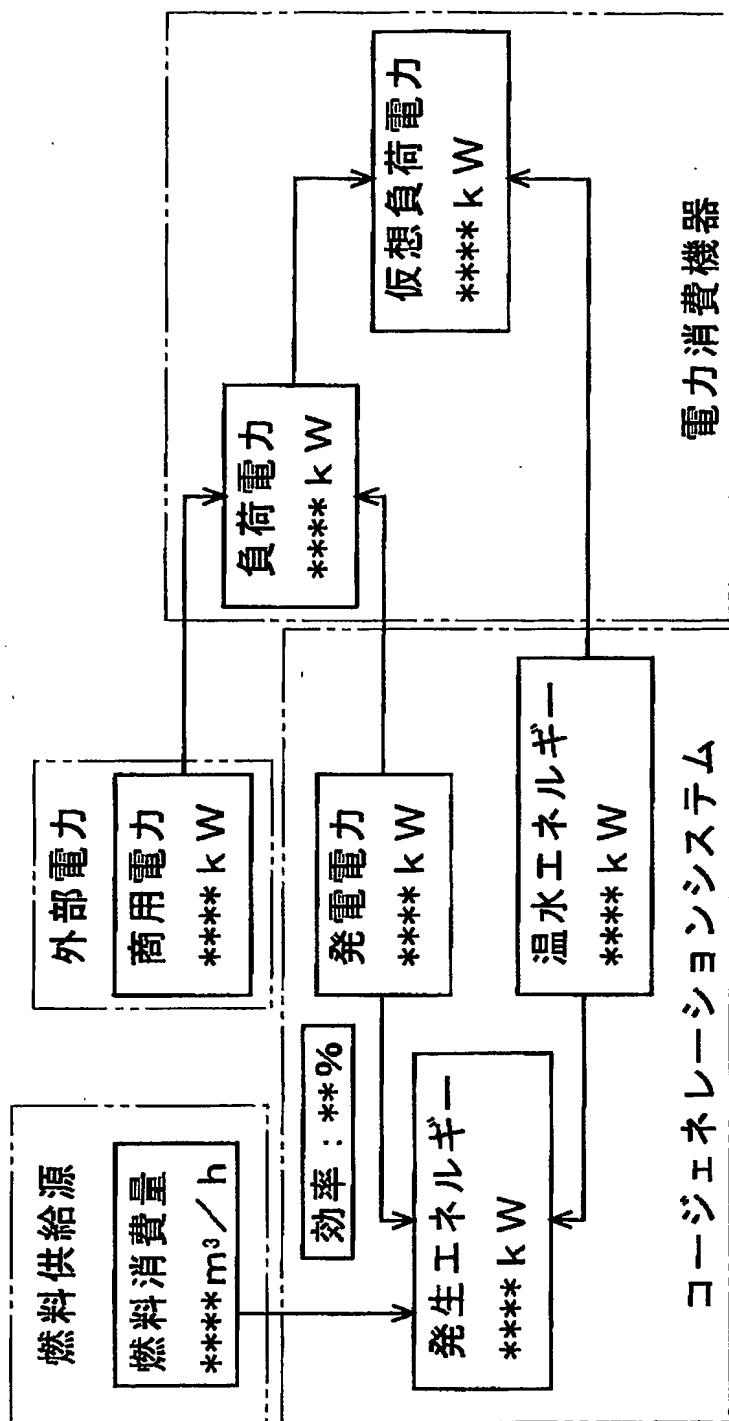 燃料供給源
燃料消費量
****m³/h
外部電力
商用電力
****kW
効率:**%
発生エネルギー
****kW
発電電力
****kW
温水エネルギー
****kW
コージェネレーションシステム
負荷電力
****kW
仮想負荷電力
****kW
電力消費機器